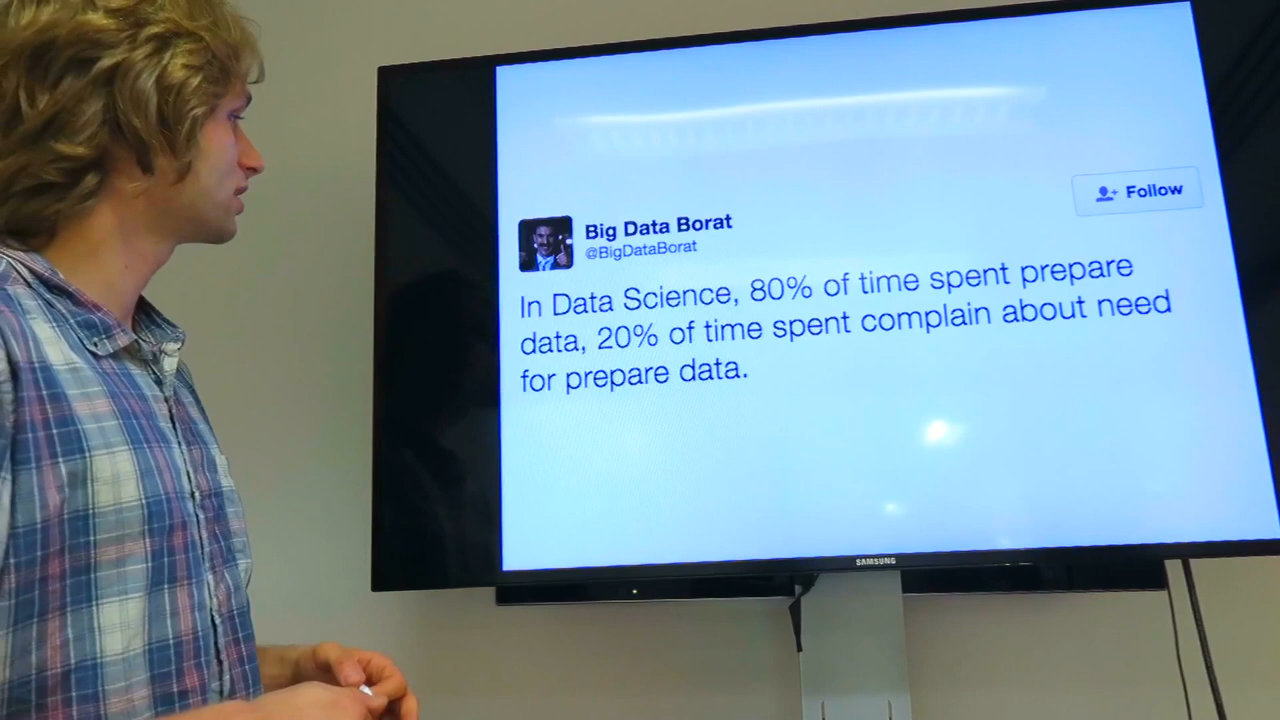 Follow
Big Data Borat
@BigDataBorat
In Data Science, 80% of time spent prepare
data, 20% of time spent complain about need
for prepare data.
SAMSUNG